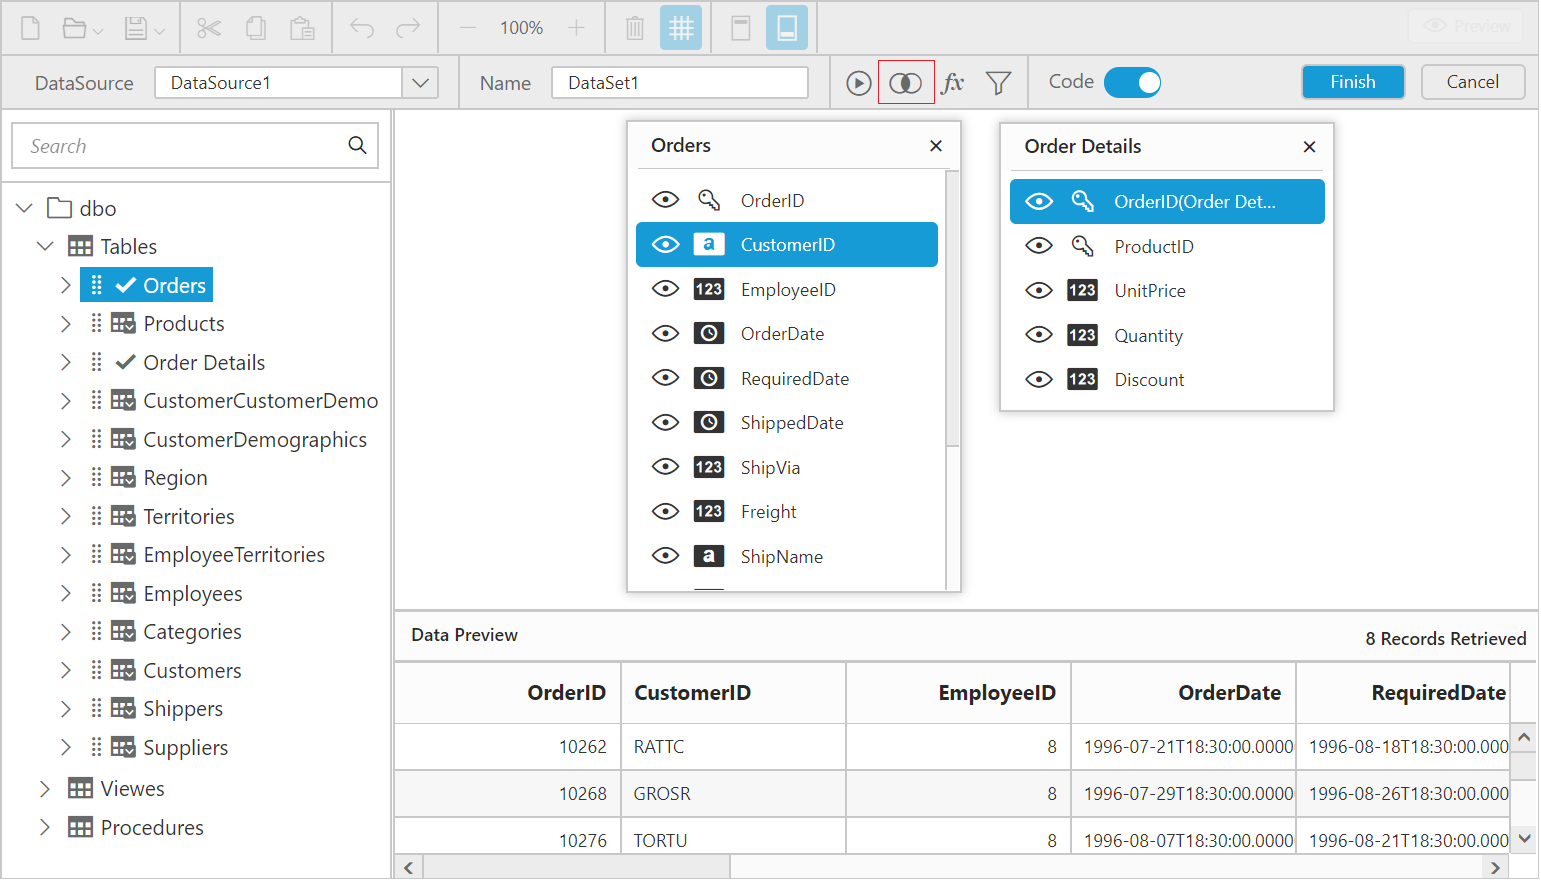 100%
Preview
DataSource
DataSource1
Name
DataSet1
fx
Code
Finish
Cancel
Search
dbo
Tables
Orders
Products
Order Details
CustomerCustomerDemo
CustomerDemographics
Region
Territories
EmployeeTerritories
Employees
Categories
Customers
Shippers
Suppliers
Viewes
Procedures
Orders
OrderID
a CustomerID
123 EmployeeID
OrderDate
RequiredDate
ShippedDate
123 ShipVia
123 Freight
a ShipName
Order Details
OrderID(Order Det...
ProductID
123 UnitPrice
123 Quantity
123 Discount
Data Preview
8 Records Retrieved
OrderID CustomerID EmployeeID OrderDate RequiredDate
10262 RATTC 8 1996-07-21T18:30:00.0000 1996-08-18T18:30:00.000
10268 GROSR 8 1996-07-29T18:30:00.0000 1996-08-26T18:30:00.000
10276 TORTU 8 1996-08-07T18:30:00.0000 1996-08-21T18:30:00.000